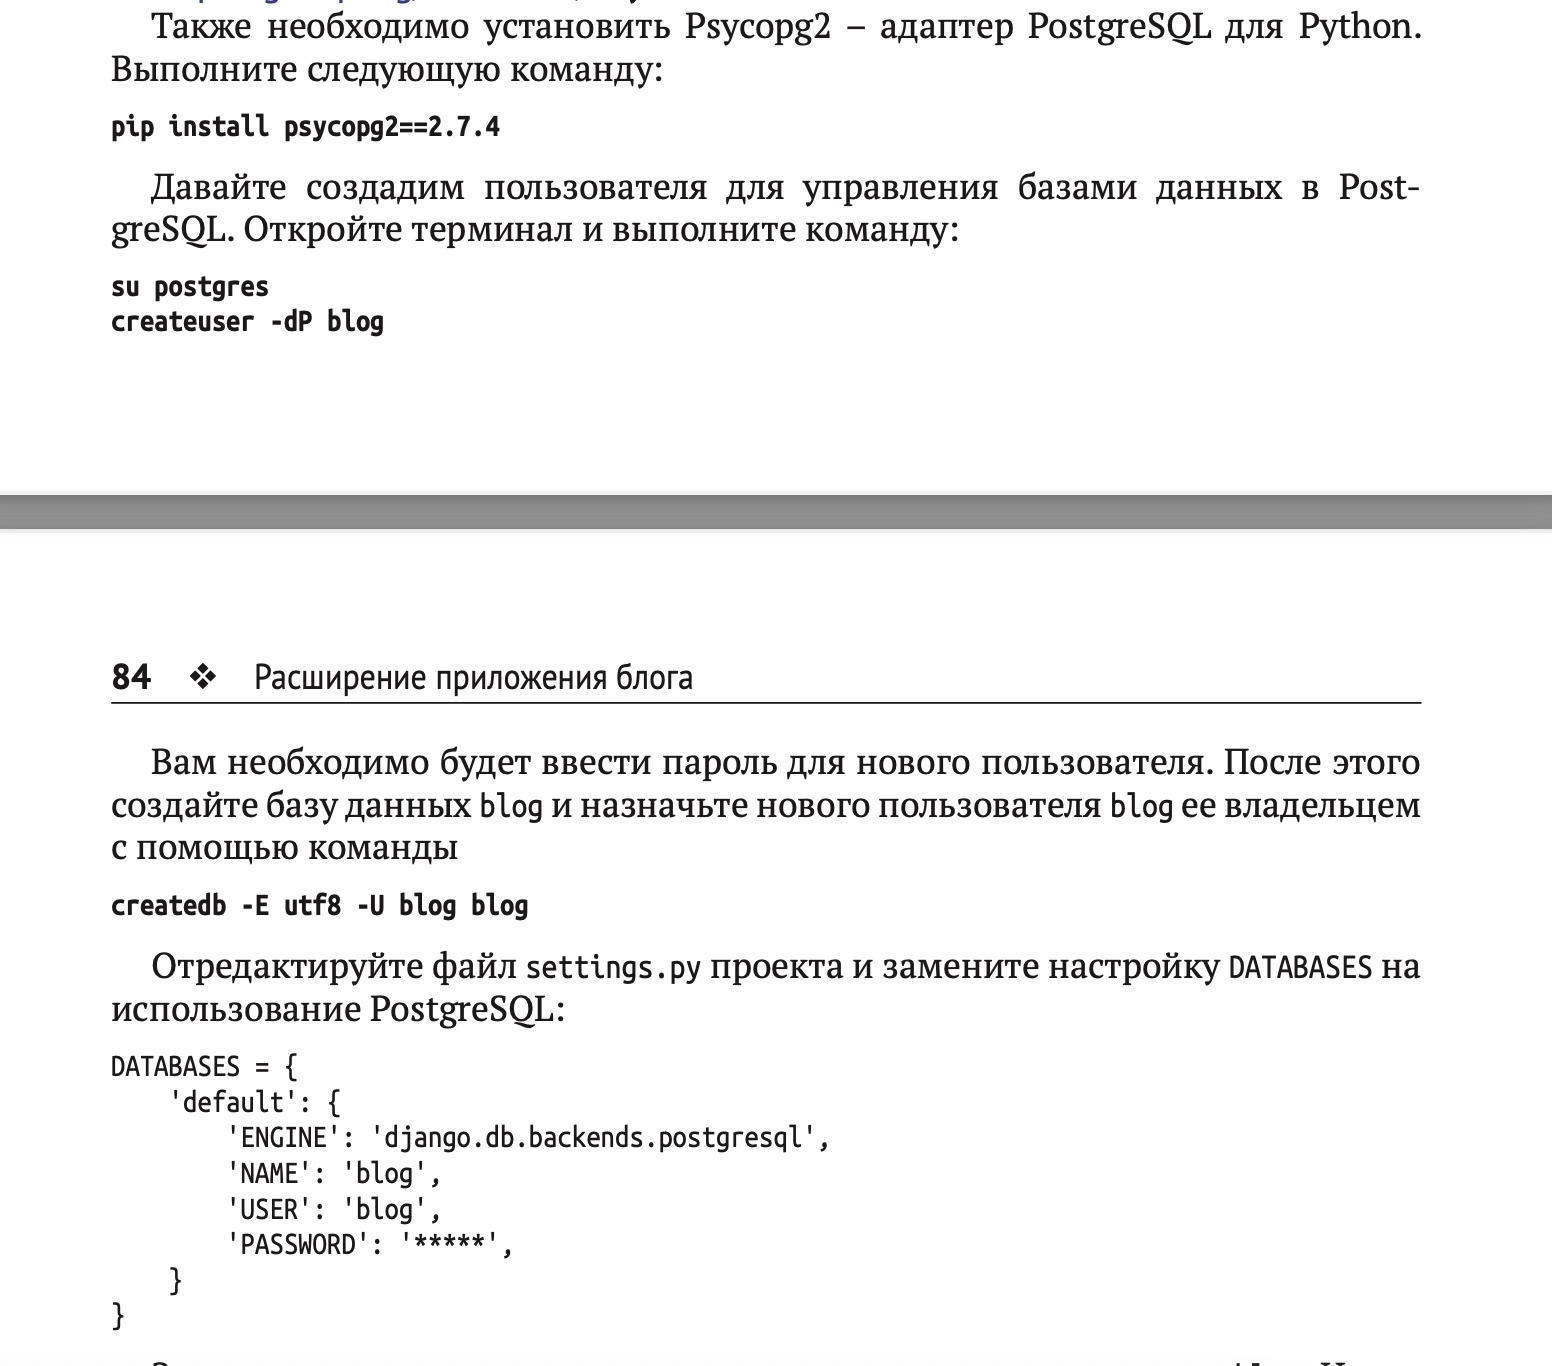 Также необходимо установить Psycopg2 – адаптер PostgreSQL для Python.
Выполните следующую команду:
pip install psycopg2==2.7.4
Давайте создадим пользователя для управления базами данных в Post-
greSQL. Откройте терминал и выполните команду:
su postgres
createuser -dP blog
84 ❖ Расширение приложения блога
Вам необходимо будет ввести пароль для нового пользователя. После этого
создайте базу данных blog и назначьте нового пользователя blog ее владельцем
с помощью команды
createdb -E utf8 -U blog blog
Отредактируйте файл settings.py проекта и замените настройку DATABASES на
использование PostgreSQL:
DATABASES = {
    'default': {
        'ENGINE': 'django.db.backends.postgresql',
        'NAME': 'blog',
        'USER': 'blog',
        'PASSWORD': '*****',
    }
}